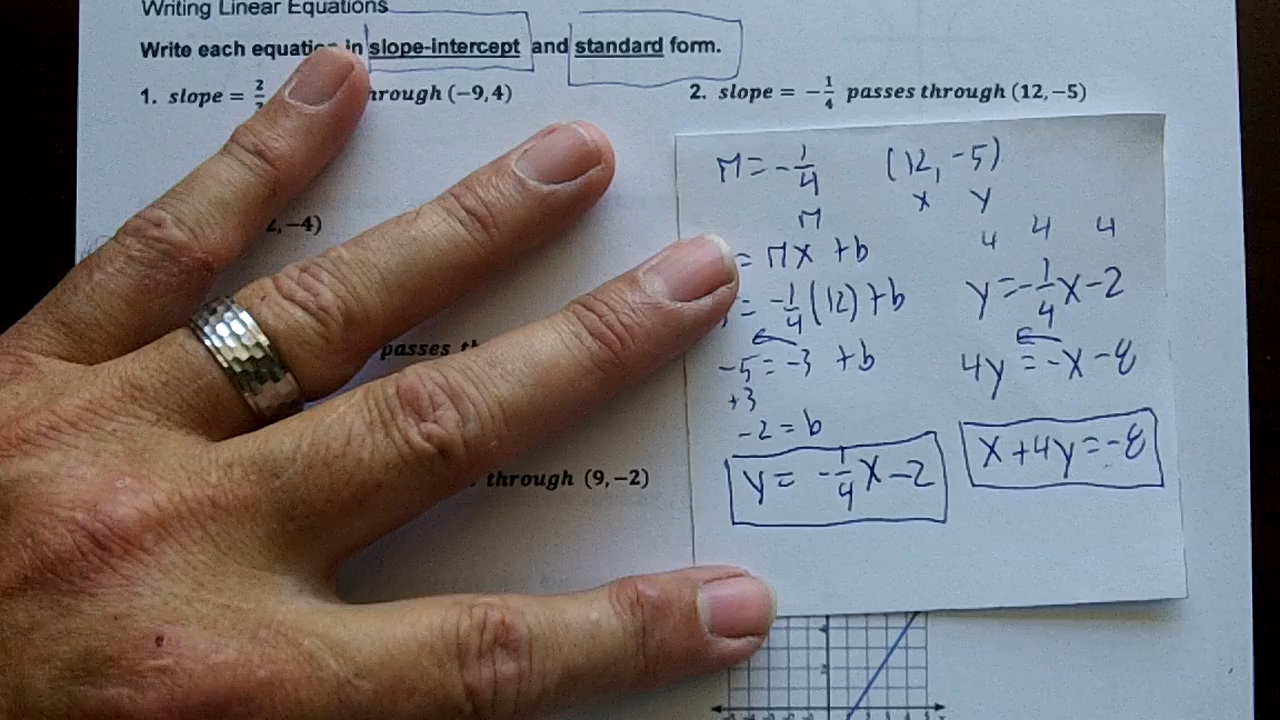 Writing Linear Equations
Write each equation in slope-intercept and standard form.
1. slope = 2/ through (−9,4)
2. slope = −1/4 passes through (12,−5)
, −4)
passes
through (9,−2)
M = -1/4 (12, -5)
x y
M
= Mx + b
= -1/4(12) + b
-5 = -3 + b
+3
-2 = b
y = -1/4x - 2
4 4 4
y = -1/4x - 2
4y = -x - 8
x + 4y = -8